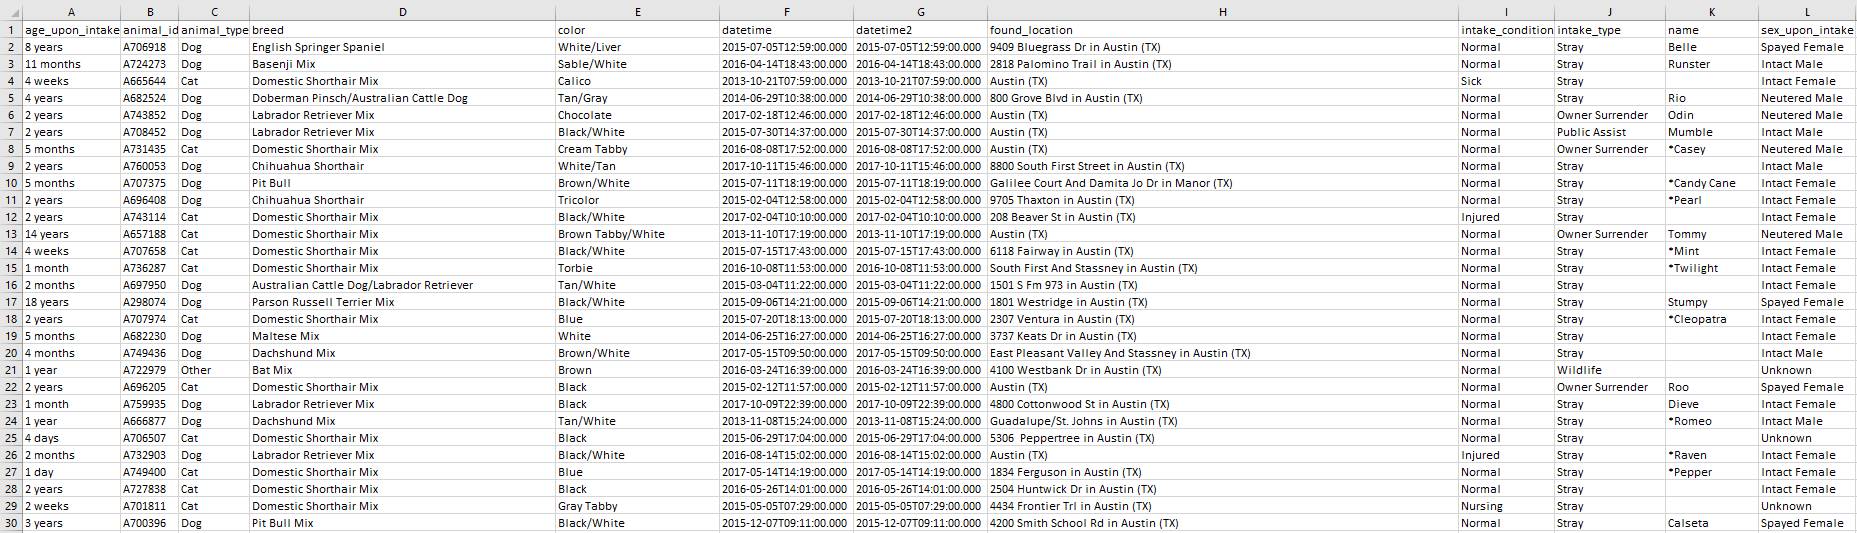 A B C D E F G H I J K L
1 age_upon_intake animal_id animal_type breed color datetime datetime2 found_location intake_condition intake_type name sex_upon_intake
2 8 years A706918 Dog English Springer Spaniel White/Liver 2015-07-05T12:59:00.000 2015-07-05T12:59:00.000 9409 Bluegrass Dr in Austin (TX) Normal Stray Belle Spayed Female
3 11 months A724273 Dog Basenji Mix Sable/White 2016-04-14T18:43:00.000 2016-04-14T18:43:00.000 2818 Palomino Trail in Austin (TX) Normal Stray Runster Intact Male
4 4 weeks A665644 Cat Domestic Shorthair Mix Calico 2013-10-21T07:59:00.000 2013-10-21T07:59:00.000 Austin (TX) Sick Stray Intact Female
5 4 years A682524 Dog Doberman Pinsch/Australian Cattle Dog Tan/Gray 2014-06-29T10:38:00.000 2014-06-29T10:38:00.000 800 Grove Blvd in Austin (TX) Normal Stray Rio Neutered Male
6 2 years A743852 Dog Labrador Retriever Mix Chocolate 2017-02-18T12:46:00.000 2017-02-18T12:46:00.000 Austin (TX) Normal Owner Surrender Odin Neutered Male
7 2 years A708452 Dog Labrador Retriever Mix Black/White 2015-07-30T14:37:00.000 2015-07-30T14:37:00.000 Austin (TX) Normal Public Assist Mumble Intact Male
8 5 months A731435 Cat Domestic Shorthair Mix Cream Tabby 2016-08-08T17:52:00.000 2016-08-08T17:52:00.000 Austin (TX) Normal Owner Surrender *Casey Neutered Male
9 2 years A760053 Dog Chihuahua Shorthair White/Tan 2017-10-11T15:46:00.000 2017-10-11T15:46:00.000 8800 South First Street in Austin (TX) Normal Stray Intact Male
10 5 months A707375 Dog Pit Bull Brown/White 2015-07-11T18:19:00.000 2015-07-11T18:19:00.000 Galilee Court And Damita Jo Dr in Manor (TX) Normal Stray *Candy Cane Intact Female
11 2 years A696408 Dog Chihuahua Shorthair Tricolor 2015-02-04T12:58:00.000 2015-02-04T12:58:00.000 9705 Thaxton in Austin (TX) Normal Stray *Pearl Intact Female
12 2 years A743114 Cat Domestic Shorthair Mix Black/White 2017-02-04T10:10:00.000 2017-02-04T10:10:00.000 208 Beaver St in Austin (TX) Injured Stray Intact Female
13 14 years A657188 Cat Domestic Shorthair Mix Brown Tabby/White 2013-11-10T17:19:00.000 2013-11-10T17:19:00.000 Austin (TX) Normal Owner Surrender Tommy Neutered Male
14 4 weeks A707658 Cat Domestic Shorthair Mix Black/White 2015-07-15T17:43:00.000 2015-07-15T17:43:00.000 6118 Fairway in Austin (TX) Normal Stray *Mint Intact Female
15 1 month A736287 Cat Domestic Shorthair Mix Torbie 2016-10-08T11:53:00.000 2016-10-08T11:53:00.000 South First And Stassney in Austin (TX) Normal Stray *Twilight Intact Female
16 2 months A697950 Dog Australian Cattle Dog/Labrador Retriever Tan/White 2015-03-04T11:22:00.000 2015-03-04T11:22:00.000 1501 S Fm 973 in Austin (TX) Normal Stray Intact Female
17 18 years A298074 Dog Parson Russell Terrier Mix Black/White 2015-09-06T14:21:00.000 2015-09-06T14:21:00.000 1801 Westridge in Austin (TX) Normal Stray Stumpy Spayed Female
18 2 years A707974 Cat Domestic Shorthair Mix Blue 2015-07-20T18:13:00.000 2015-07-20T18:13:00.000 2307 Ventura in Austin (TX) Normal Stray *Cleopatra Intact Female
19 5 months A682230 Dog Maltese Mix White 2014-06-25T16:27:00.000 2014-06-25T16:27:00.000 3737 Keats Dr in Austin (TX) Normal Stray Intact Female
20 4 months A749436 Dog Dachshund Mix Brown/White 2017-05-15T09:50:00.000 2017-05-15T09:50:00.000 East Pleasant Valley And Stassney in Austin (TX) Normal Stray Intact Male
21 1 year A722979 Other Bat Mix Brown 2016-03-24T16:39:00.000 2016-03-24T16:39:00.000 4100 Westbank Dr in Austin (TX) Normal Wildlife Unknown
22 2 years A696205 Cat Domestic Shorthair Mix Black 2015-02-12T11:57:00.000 2015-02-12T11:57:00.000 Austin (TX) Normal Owner Surrender Roo Spayed Female
23 1 month A759935 Dog Labrador Retriever Mix Black 2017-10-09T22:39:00.000 2017-10-09T22:39:00.000 4800 Cottonwood St in Austin (TX) Normal Stray Dieve Intact Female
24 1 year A666877 Dog Dachshund Mix Tan/White 2013-11-08T15:24:00.000 2013-11-08T15:24:00.000 Guadalupe/St. Johns in Austin (TX) Normal Stray *Romeo Intact Male
25 4 days A706507 Cat Domestic Shorthair Mix Black 2015-06-29T17:04:00.000 2015-06-29T17:04:00.000 5306 Peppertree in Austin (TX) Normal Stray Unknown
26 2 months A732903 Dog Labrador Retriever Mix Black/White 2016-08-14T15:02:00.000 2016-08-14T15:02:00.000 Austin (TX) Injured Stray *Raven Intact Female
27 1 day A749400 Cat Domestic Shorthair Mix Blue 2017-05-14T14:19:00.000 2017-05-14T14:19:00.000 1834 Ferguson in Austin (TX) Normal Stray *Pepper Intact Female
28 2 years A727838 Cat Domestic Shorthair Mix Black 2016-05-26T14:01:00.000 2016-05-26T14:01:00.000 2504 Huntwick Dr in Austin (TX) Normal Stray Intact Female
29 2 weeks A701811 Cat Domestic Shorthair Mix Gray Tabby 2015-05-05T07:29:00.000 2015-05-05T07:29:00.000 4434 Frontier Trl in Austin (TX) Nursing Stray Unknown
30 3 years A700396 Dog Pit Bull Mix Black/White 2015-12-07T09:11:00.000 2015-12-07T09:11:00.000 4200 Smith School Rd in Austin (TX) Normal Stray Calseta Spayed Female